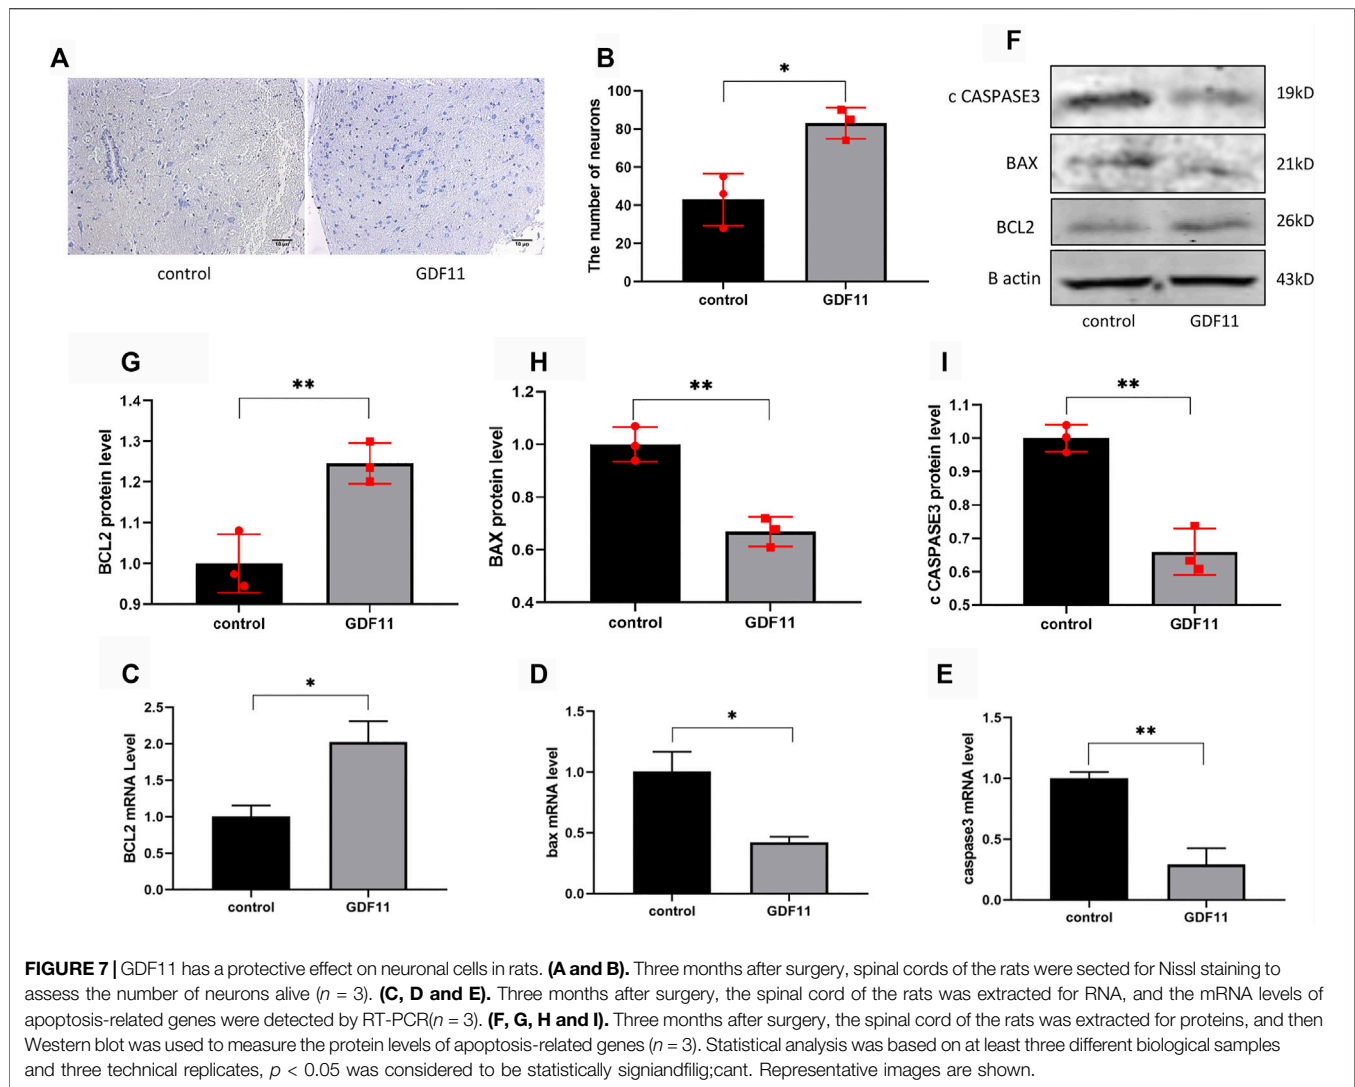 A
control
GDF11
10 μm
10 μm
B
*
The number of neurons
100
80
60
40
20
0
control
GDF11
F
c CASPASE3
19kD
BAX
21kD
BCL2
26kD
B actin
43kD
control
GDF11
G
**
BCL2 protein level
1.4
1.3
1.2
1.1
1.0
0.9
control
GDF11
H
**
BAX protein level
1.2
1.0
0.8
0.6
0.4
control
GDF11
I
**
c CASPASE3 protein level
1.1
1.0
0.9
0.8
0.7
0.6
0.5
control
GDF11
C
*
BCL2 mRNA Level
2.5
2.0
1.5
1.0
0.5
0.0
control
GDF11
D
*
bax mRNA level
1.5
1.0
0.5
0.0
control
GDF11
E
**
caspase3 mRNA level
1.5
1.0
0.5
0.0
control
GDF11
FIGURE 7 | GDF11 has a protective effect on neuronal cells in rats. (A and B). Three months after surgery, spinal cords of the rats were sected for Nissl staining to
assess the number of neurons alive (n = 3). (C, D and E). Three months after surgery, the spinal cord of the rats was extracted for RNA, and the mRNA levels of
apoptosis-related genes were detected by RT-PCR(n = 3). (F, G, H and I). Three months after surgery, the spinal cord of the rats was extracted for proteins, and then
Western blot was used to measure the protein levels of apoptosis-related genes (n = 3). Statistical analysis was based on at least three different biological samples
and three technical replicates, p < 0.05 was considered to be statistically signiandfilig;cant. Representative images are shown.